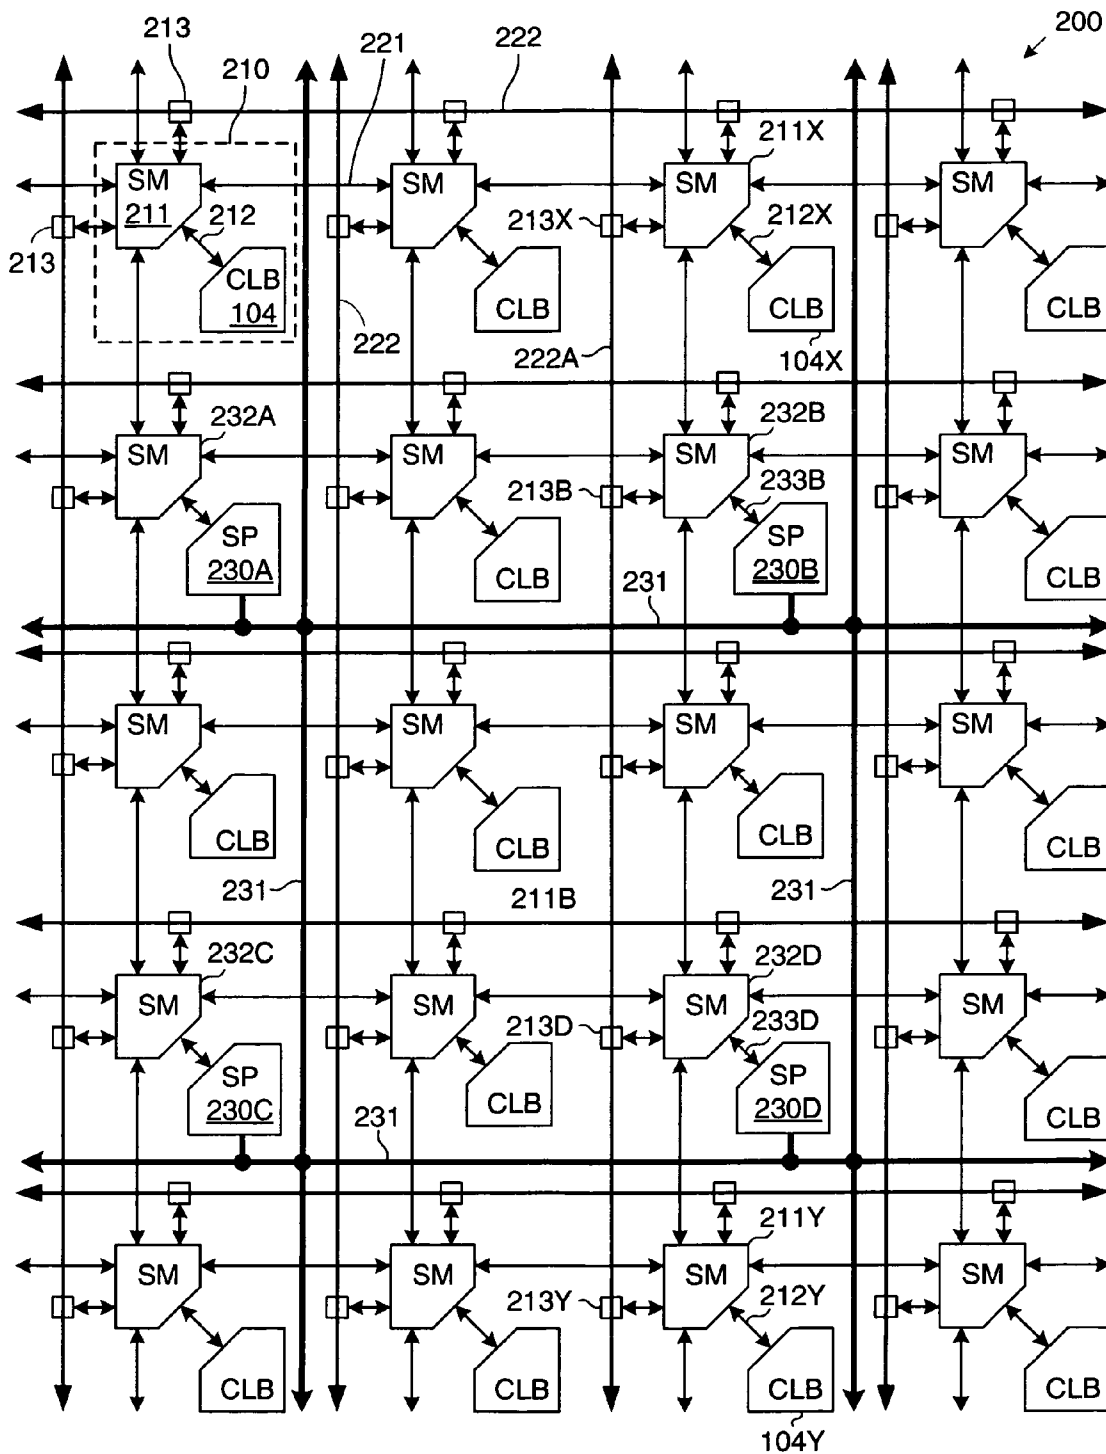 200
213
210
221
222
SM
211
212
213
CLB
104
SM
CLB
222
SM
211X
213X
212X
CLB
104X
222A
SM
CLB
SM
232A
SP
230A
SM
CLB
SM
232B
213B
233B
SP
230B
SM
CLB
231
SM
CLB
SM
CLB
SM
CLB
SM
CLB
231
211B
231
SM
232C
SP
230C
SM
CLB
SM
232D
213D
233D
SP
230D
SM
CLB
231
SM
CLB
SM
CLB
SM
211Y
213Y
212Y
CLB
104Y
SM
CLB